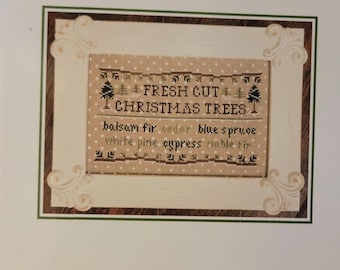 FRESH CUT
CHRISTMAS TREES
balsam fir cedar blue spruce
white pine cypress noble fir